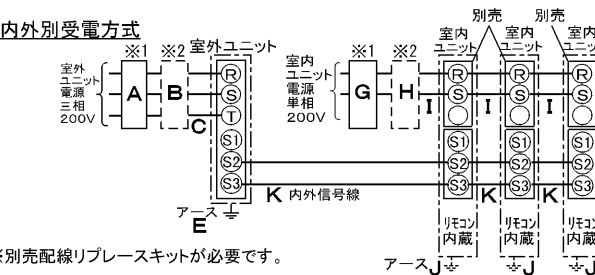 内外別受電方式
別売
別売
※1
※2
室外ユニット
室外
ユニット
電源
三相
200V
A
B
C
R
S
T
S1
S2
S3
アース
E
K 内外信号線
室内
ユニット
電源
単相
200V
※1
※2
G
H
I
I
I
室内
ユニット
R
S
S1
S2
S3
リモコン
内蔵
室内
ユニット
R
S
S1
S2
S3
リモコン
内蔵
室内
ユニッ
R
S
S1
S2
S3
リモコン
内蔵
K
K
アース J
J
J
※別売配線リプレースキットが必要です。